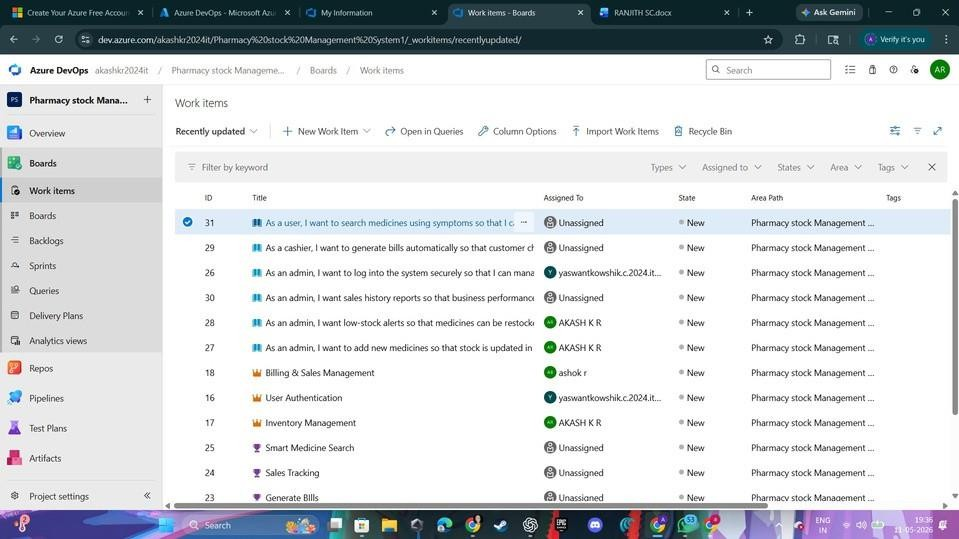 Create Your Azure Free Accoun
Azure DevOps - Microsoft Azu
My Information
Work items - Boards
RANJITH SC.docx
Ask Gemini
dev.azure.com/akashkr2024it/Pharmacy%20stock%20Management%20System1/_workitems/recentlyupdated/
Verify it's you
Azure DevOps akashkr2024it / Pharmacy stock Manageme... / Boards / Work items
Search
AR
PS Pharmacy stock Mana...
Overview
Boards
Work items
Boards
Backlogs
Sprints
Queries
Delivery Plans
Analytics views
Repos
Pipelines
Test Plans
Artifacts
Project settings
Work items
Recently updated New Work Item Open in Queries Column Options Import Work Items Recycle Bin
Filter by keyword Types Assigned to States Area Tags
ID Title Assigned To State Area Path Tags
31 As a user, I want to search medicines using symptoms so that I ca ... Unassigned New Pharmacy stock Management ...
29 As a cashier, I want to generate bills automatically so that customer ch Unassigned New Pharmacy stock Management ...
26 As an admin, I want to log into the system securely so that I can mana Y yaswantkowshik.c.2024.it... New Pharmacy stock Management ...
30 As an admin, I want sales history reports so that business performance Unassigned New Pharmacy stock Management ...
28 As an admin, I want low-stock alerts so that medicines can be restocke AR AKASH K R New Pharmacy stock Management ...
27 As an admin, I want to add new medicines so that stock is updated in AR AKASH K R New Pharmacy stock Management ...
18 Billing & Sales Management ashok r New Pharmacy stock Management ...
16 User Authentication Y yaswantkowshik.c.2024.it... New Pharmacy stock Management ...
17 Inventory Management AR AKASH K R New Pharmacy stock Management ...
25 Smart Medicine Search Unassigned New Pharmacy stock Management ...
24 Sales Tracking Unassigned New Pharmacy stock Management ...
23 Generate BIlls Unassigned New Pharmacy stock Management ...
Search
EPIC
53
ENG
IN
19:36
11-05-2026